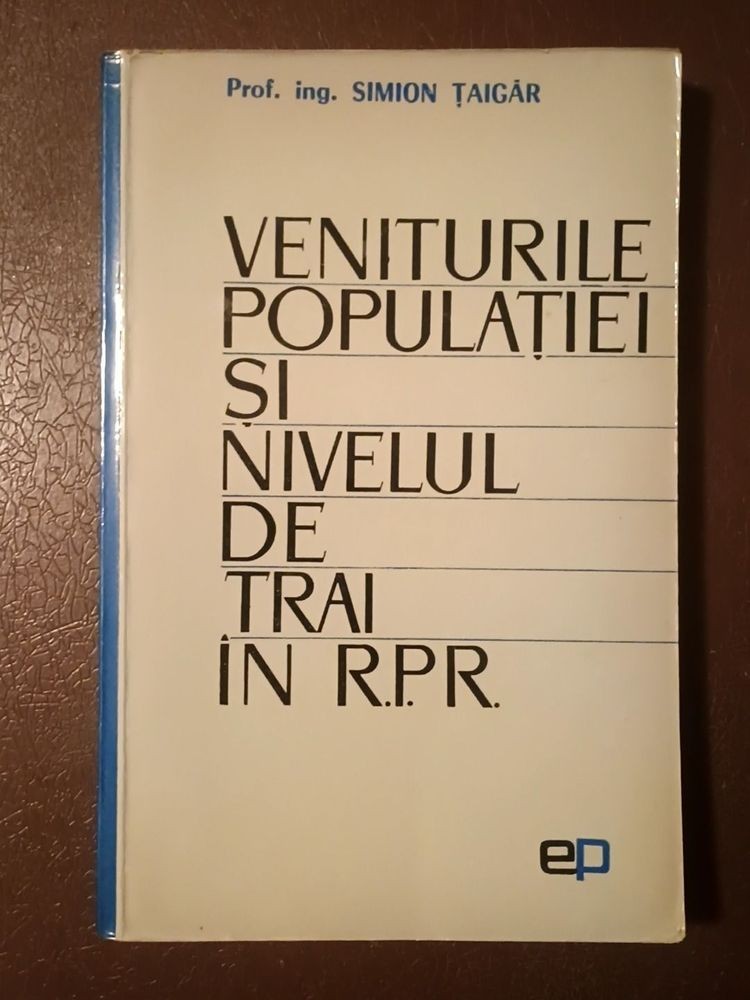 Prof. ing. SIMION ȚAIGĂR
VENITURILE
POPULAȚIEI
ȘI
NIVELUL
DE
TRAI
ÎN R.P.R.
ep